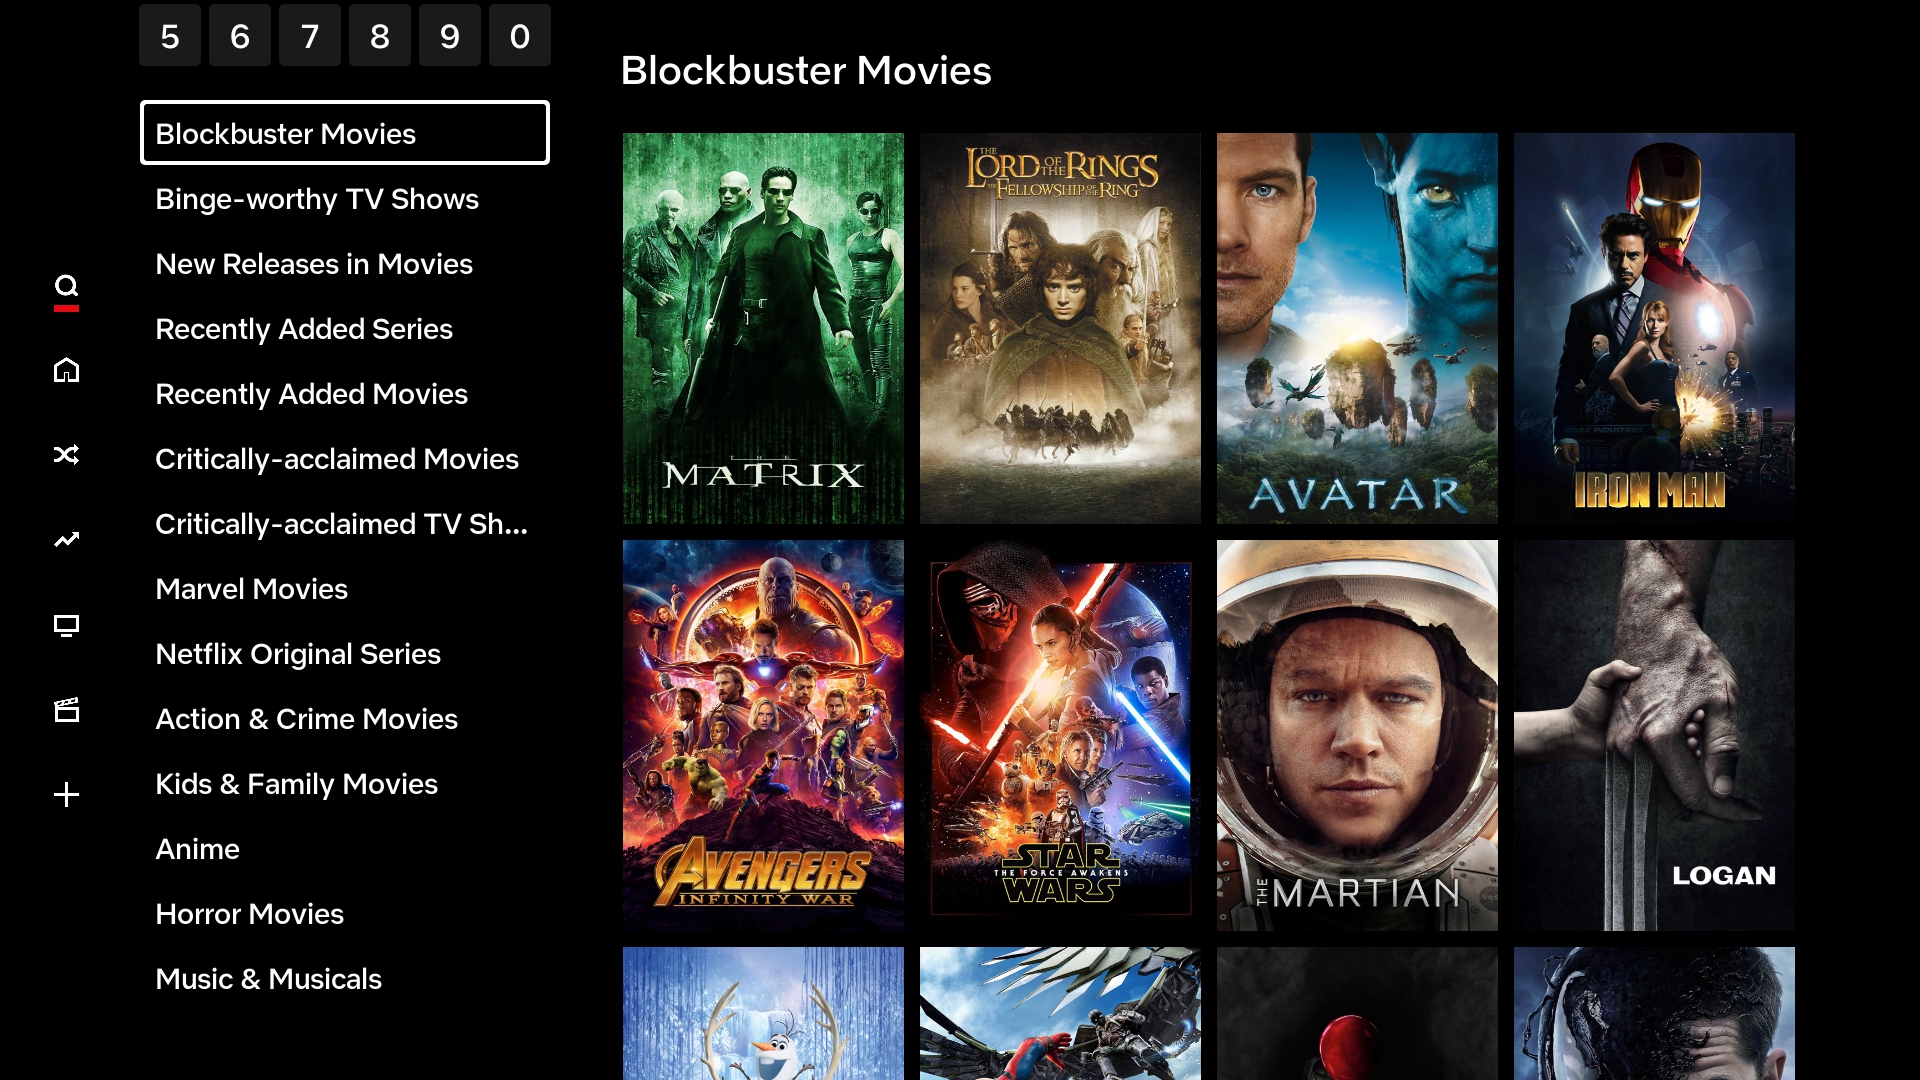 5 6 7 8 9 0
Blockbuster Movies
Binge-worthy TV Shows
New Releases in Movies
Recently Added Series
Recently Added Movies
Critically-acclaimed Movies
Critically-acclaimed TV Sh...
Marvel Movies
Netflix Original Series
Action & Crime Movies
Kids & Family Movies
Anime
Horror Movies
Music & Musicals
Blockbuster Movies
THE
MATRIX
THE
LORD OF THE RINGS
THE FELLOWSHIP OF THE RING
AVATAR
STARK INDUSTRIES
IRON MAN
AVENGERS
INFINITY WAR
STAR
THE FORCE AWAKENS
WARS
THE MARTIAN
LOGAN